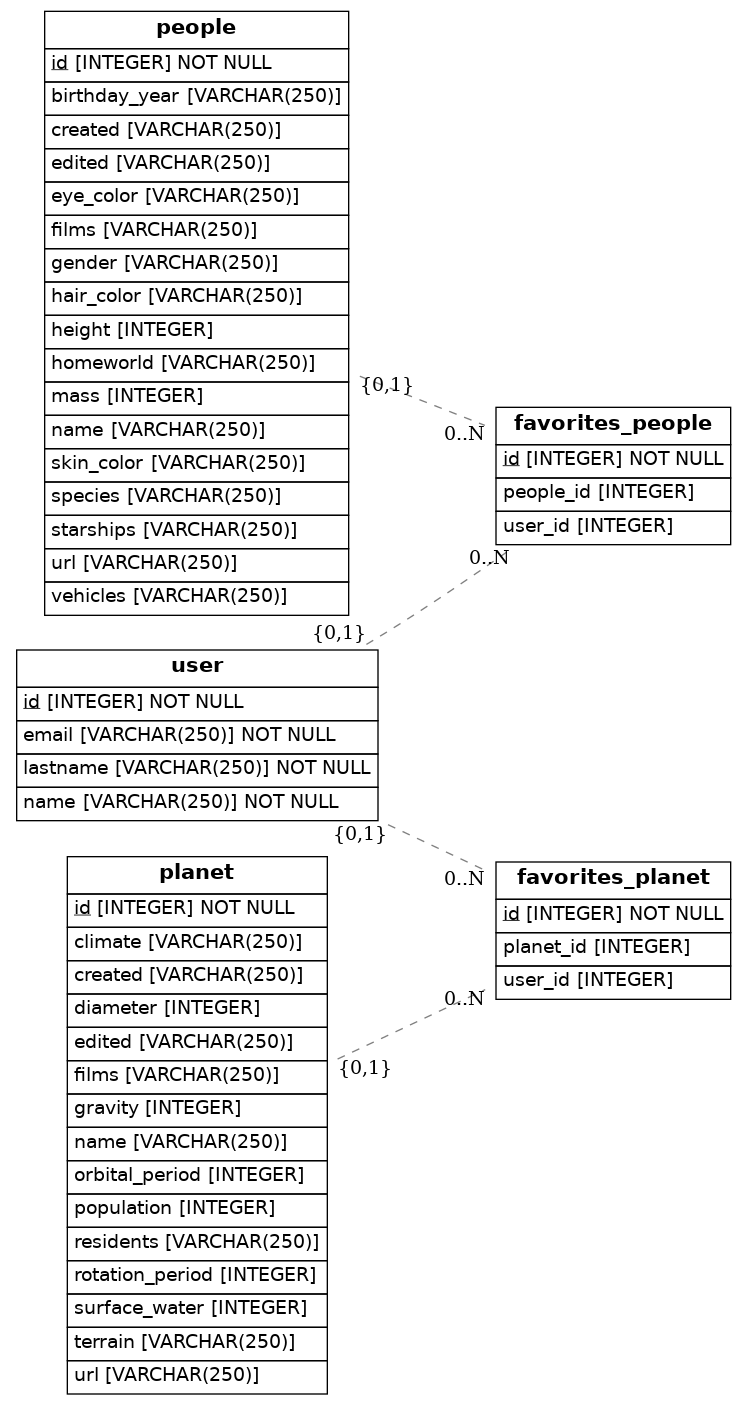 people
id [INTEGER] NOT NULL
birthday_year [VARCHAR(250)]
created [VARCHAR(250)]
edited [VARCHAR(250)]
eye_color [VARCHAR(250)]
films [VARCHAR(250)]
gender [VARCHAR(250)]
hair_color [VARCHAR(250)]
height [INTEGER]
homeworld [VARCHAR(250)]
mass [INTEGER]
name [VARCHAR(250)]
skin_color [VARCHAR(250)]
species [VARCHAR(250)]
starships [VARCHAR(250)]
url [VARCHAR(250)]
vehicles [VARCHAR(250)]
{0,1}
0..N
favorites_people
id [INTEGER] NOT NULL
people_id [INTEGER]
user_id [INTEGER]
0..N
{0,1}
user
id [INTEGER] NOT NULL
email [VARCHAR(250)] NOT NULL
lastname [VARCHAR(250)] NOT NULL
name [VARCHAR(250)] NOT NULL
{0,1}
0..N
favorites_planet
id [INTEGER] NOT NULL
planet_id [INTEGER]
user_id [INTEGER]
0..N
{0,1}
planet
id [INTEGER] NOT NULL
climate [VARCHAR(250)]
created [VARCHAR(250)]
diameter [INTEGER]
edited [VARCHAR(250)]
films [VARCHAR(250)]
gravity [INTEGER]
name [VARCHAR(250)]
orbital_period [INTEGER]
population [INTEGER]
residents [VARCHAR(250)]
rotation_period [INTEGER]
surface_water [INTEGER]
terrain [VARCHAR(250)]
url [VARCHAR(250)]